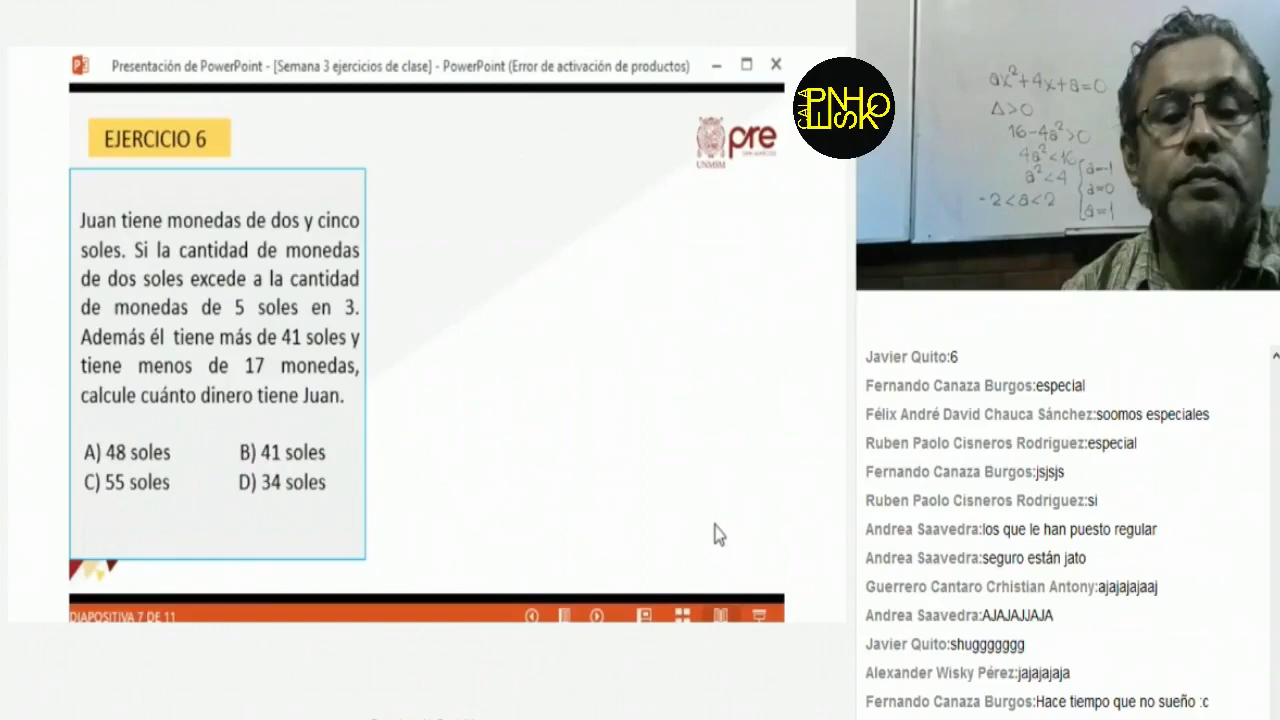 Presentación de PowerPoint - [Semana 3 ejercicios de clase] - PowerPoint (Error de activación de productos)
EJERCICIO 6
UNMSM
pre
Juan tiene monedas de dos y cinco
soles. Si la cantidad de monedas
de dos soles excede a la cantidad
de monedas de 5 soles en 3.
Además él tiene más de 41 soles y
tiene menos de 17 monedas,
calcule cuánto dinero tiene Juan.
A) 48 soles B) 41 soles
C) 55 soles D) 34 soles
DIAPOSITIVA 7 DE 11
ax²+4x+a=0
Δ>0
16-4a²>0
4a²<16
a²<4
-2<a<2
a=-1
a=0
a=1
Javier Quito:6
Fernando Canaza Burgos:especial
Félix André David Chauca Sánchez:soomos especiales
Ruben Paolo Cisneros Rodriguez:especial
Fernando Canaza Burgos:jsjsjs
Ruben Paolo Cisneros Rodriguez:si
Andrea Saavedra:los que le han puesto regular
Andrea Saavedra:seguro están jato
Guerrero Cantaro Crhistian Antony:ajajajajaaj
Andrea Saavedra:AJAJAJJAJA
Javier Quito:shuggggggg
Alexander Wisky Pérez:jajajajaja
Fernando Canaza Burgos:Hace tiempo que no sueño :c